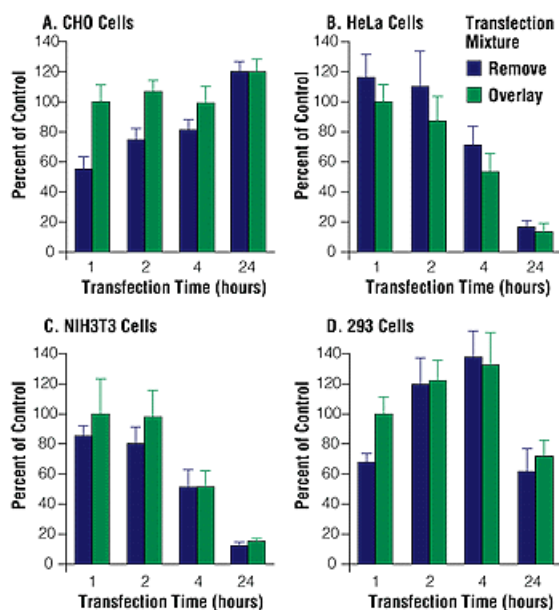 A. CHO Cells
140
120
100
80
60
40
20
0
Percent of Control
1 2 4 24
Transfection Time (hours)
B. HeLa Cells
140
120
100
80
60
40
20
0
Percent of Control
1 2 4 24
Transfection Time (hours)
Transfection
Mixture
Remove
Overlay
C. NIH3T3 Cells
140
120
100
80
60
40
20
0
Percent of Control
1 2 4 24
Transfection Time (hours)
D. 293 Cells
140
120
100
80
60
40
20
0
Percent of Control
1 2 4 24
Transfection Time (hours)